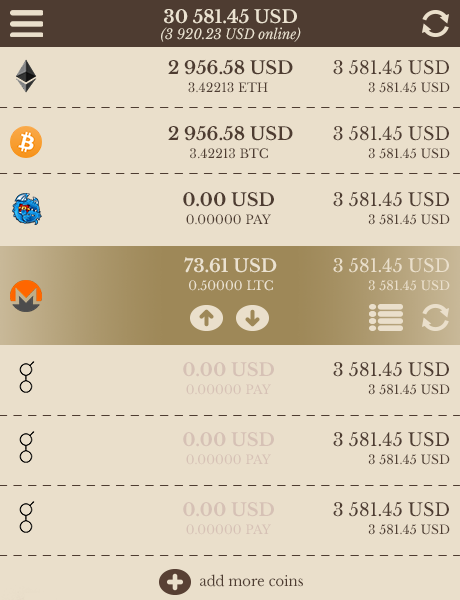 30 581.45 USD
(3 920.23 USD online)
2 956.58 USD 3 581.45 USD
3.42213 ETH 3 581.45 USD
2 956.58 USD 3 581.45 USD
3.42213 BTC 3 581.45 USD
0.00 USD 3 581.45 USD
0.00000 PAY 3 581.45 USD
73.61 USD 3 581.45 USD
0.50000 LTC 3 581.45 USD
0.00 USD 3 581.45 USD
0.00000 PAY 3 581.45 USD
0.00 USD 3 581.45 USD
0.00000 PAY 3 581.45 USD
0.00 USD 3 581.45 USD
0.00000 PAY 3 581.45 USD
add more coins